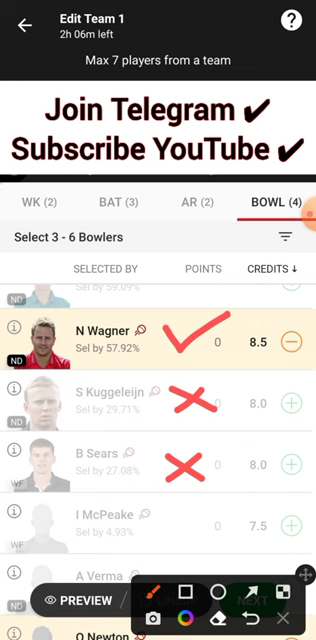 Edit Team 1
2h 06m left
?
Max 7 players from a team
Join Telegram ✔
Subscribe YouTube ✔
WK (2) BAT (3) AR (2) BOWL (4)
Select 3 - 6 Bowlers
SELECTED BY POINTS CREDITS ↓
Sel by 59.09%
ND
N Wagner
Sel by 57.92% 0 8.5
ND
S Kuggeleijn
Sel by 29.71% 0 8.0
ND
B Sears
Sel by 27.08% 0 8.0
WF
I McPeake
Sel by 4.93% 0 7.5
WF
A Verma
ND
PREVIEW
NEXT
O Newton